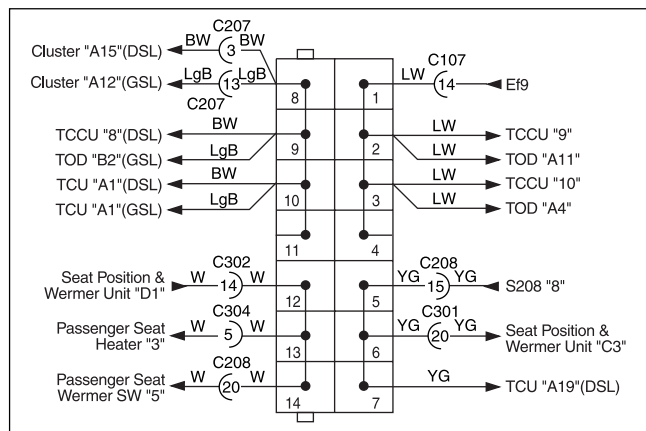 C207
Cluster "A15"(DSL) BW 3 BW
Cluster "A12"(GSL) LgB 13 LgB 8
C207
1 LW C107 14 Ef9
TCCU "8"(DSL) BW 9
TOD "B2"(GSL) LgB
2 LW TCCU "9"
LW TOD "A11"
TCU "A1"(DSL) BW 10
TCU "A1"(GSL) LgB
3 LW TCCU "10"
LW TOD "A4"
11 4
Seat Position &
Wermer Unit "D1" W C302 14 W 12
5 YG C208 15 YG S208 "8"
Passenger Seat
Heater "3" W C304 5 W 13
6 YG C301 20 YG Seat Position &
Wermer Unit "C3"
Passenger Seat
Wermer SW "5" W C208 20 W 14
7 YG TCU "A19"(DSL)